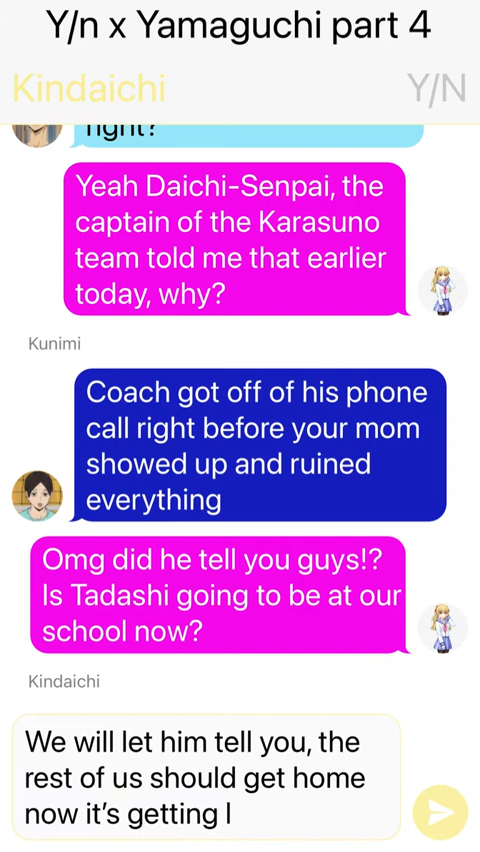 Y/n x Yamaguchi part 4
Kindaichi
Y/N
right?
Yeah Daichi-Senpai, the
captain of the Karasuno
team told me that earlier
today, why?
Kunimi
Coach got off of his phone
call right before your mom
showed up and ruined
everything
Omg did he tell you guys!?
Is Tadashi going to be at our
school now?
Kindaichi
We will let him tell you, the
rest of us should get home
now it’s getting l